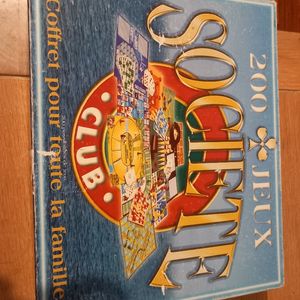 200 JEUX
SOCIETE
CLUB
Coffret pour toute la famille